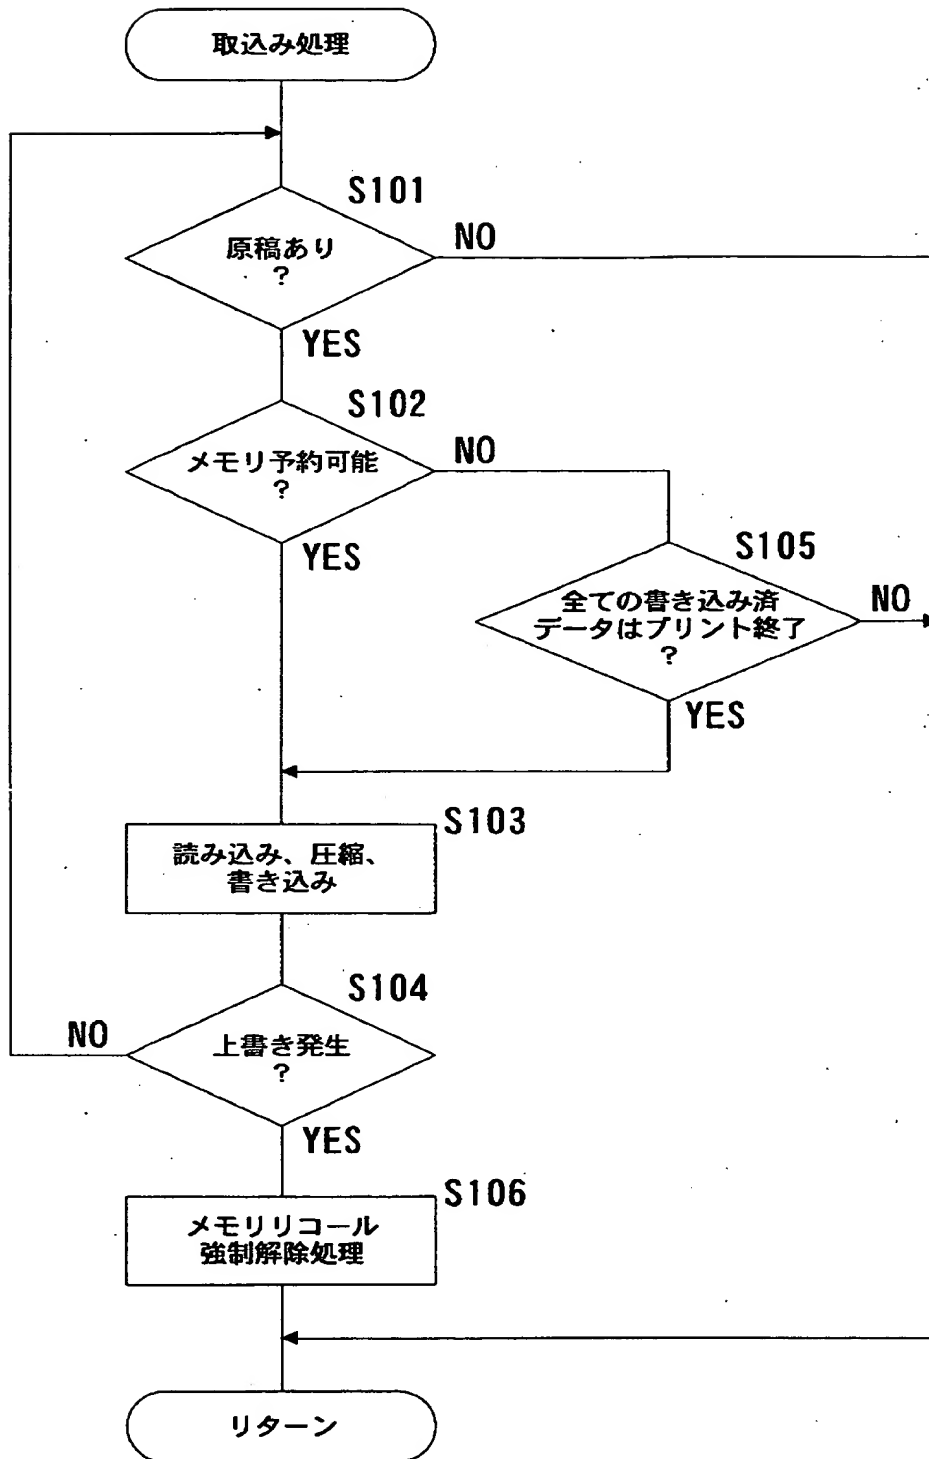 取込み処理
S101
原稿あり
?
NO
YES
S102
メモリ予約可能
?
NO
YES
S105
全ての書き込み済
データはプリント終了
?
NO
YES
S103
読み込み、圧縮、
書き込み
S104
上書き発生
?
NO
YES
S106
メモリリコール
強制解除処理
リターン